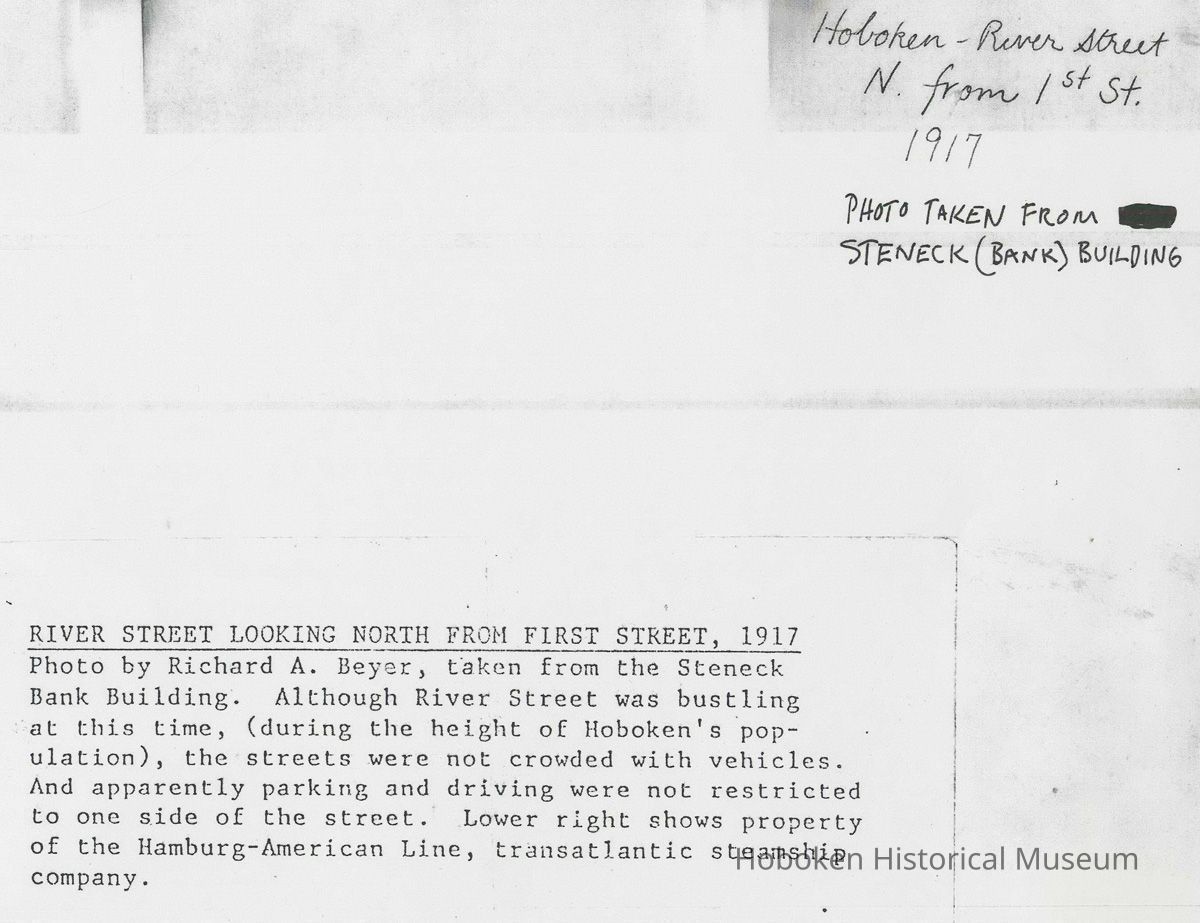 Hoboken - River Street
N. from 1st St.
1917
PHOTO TAKEN FROM
STENECK (BANK) BUILDING
RIVER STREET LOOKING NORTH FROM FIRST STREET, 1917
Photo by Richard A. Beyer, taken from the Steneck
Bank Building. Although River Street was bustling
at this time, (during the height of Hoboken's pop-
ulation), the streets were not crowded with vehicles.
And apparently parking and driving were not restricted
to one side of the street. Lower right shows property
of the Hamburg-American Line, transatlantic steamship
company.
Hoboken Historical Museum